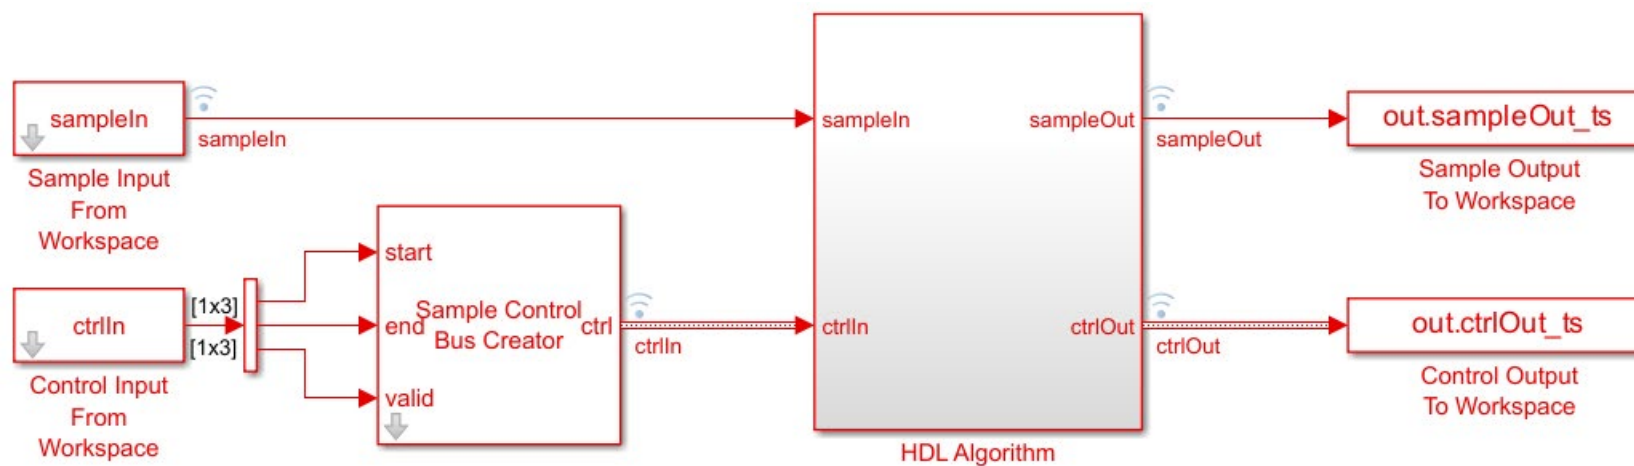 sampleIn
sampleIn
Sample Input
From
Workspace
ctrlIn
[1x3]
[1x3]
Control Input
From
Workspace
start
end
valid
Sample Control
Bus Creator
ctrl
ctrlIn
sampleIn
ctrlIn
sampleOut
ctrlOut
HDL Algorithm
sampleOut
ctrlOut
out.sampleOut_ts
Sample Output
To Workspace
out.ctrlOut_ts
Control Output
To Workspace